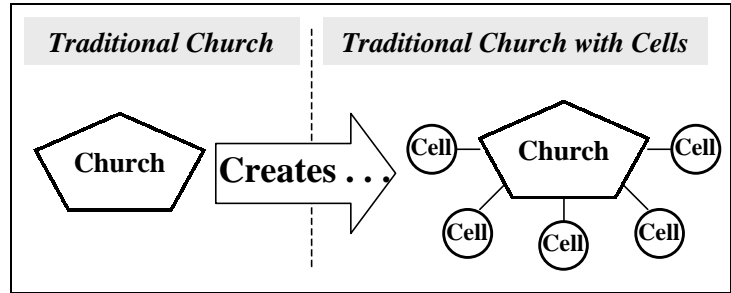 Traditional Church
Traditional Church with Cells
Church
Creates . . .
Cell
Church
Cell
Cell
Cell
Cell